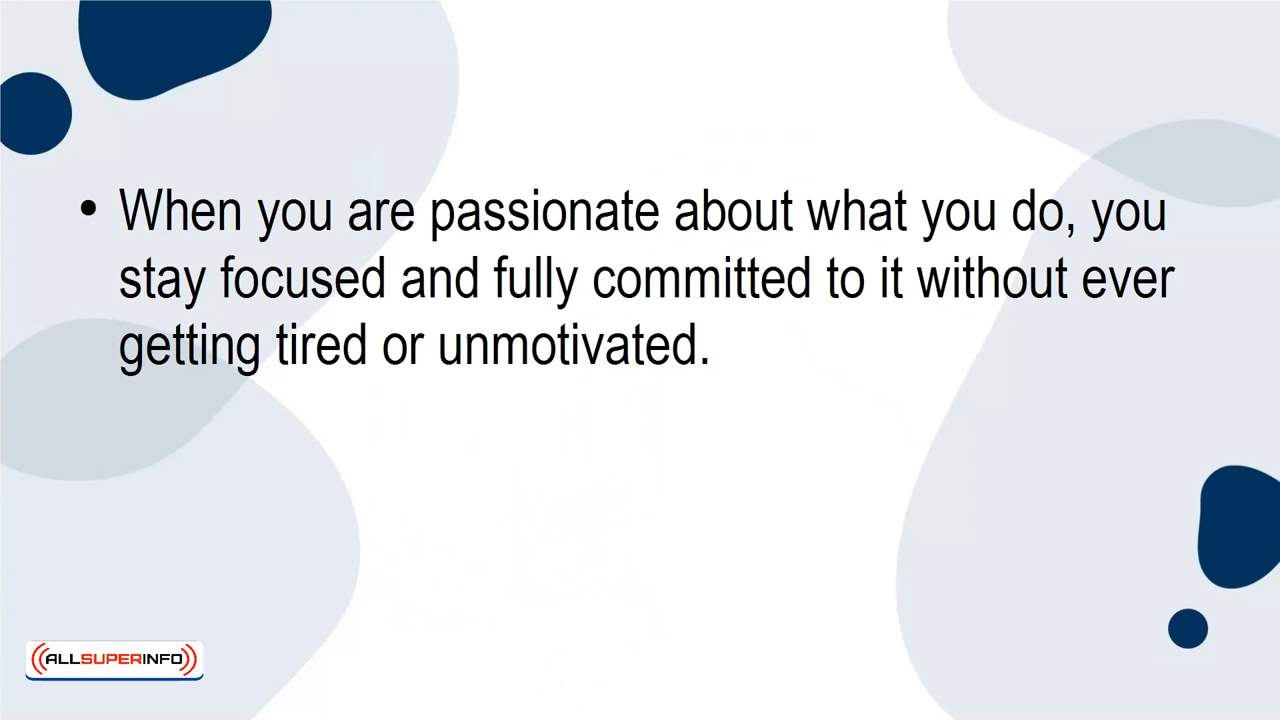 • When you are passionate about what you do, you
stay focused and fully committed to it without ever
getting tired or unmotivated.
ALLSUPERINFO